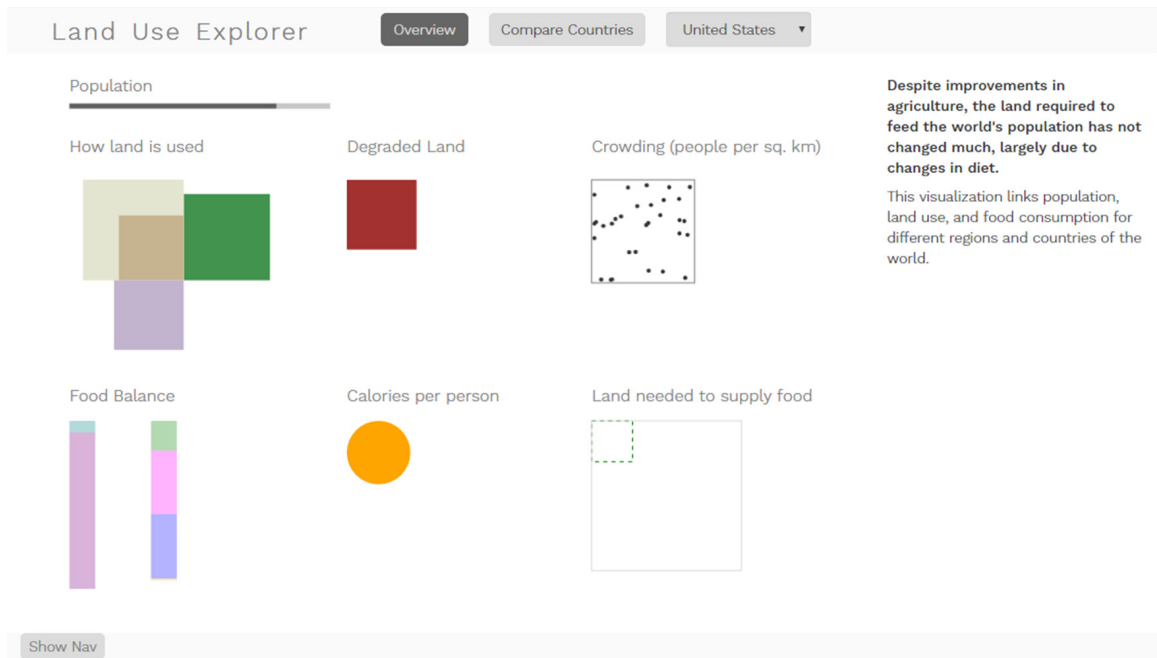 Land Use Explorer
Overview
Compare Countries
United States
Population
How land is used
Degraded Land
Crowding (people per sq. km)
Food Balance
Calories per person
Land needed to supply food
Despite improvements in
agriculture, the land required to
feed the world's population has not
changed much, largely due to
changes in diet.
This visualization links population,
land use, and food consumption for
different regions and countries of the
world.
Show Nav